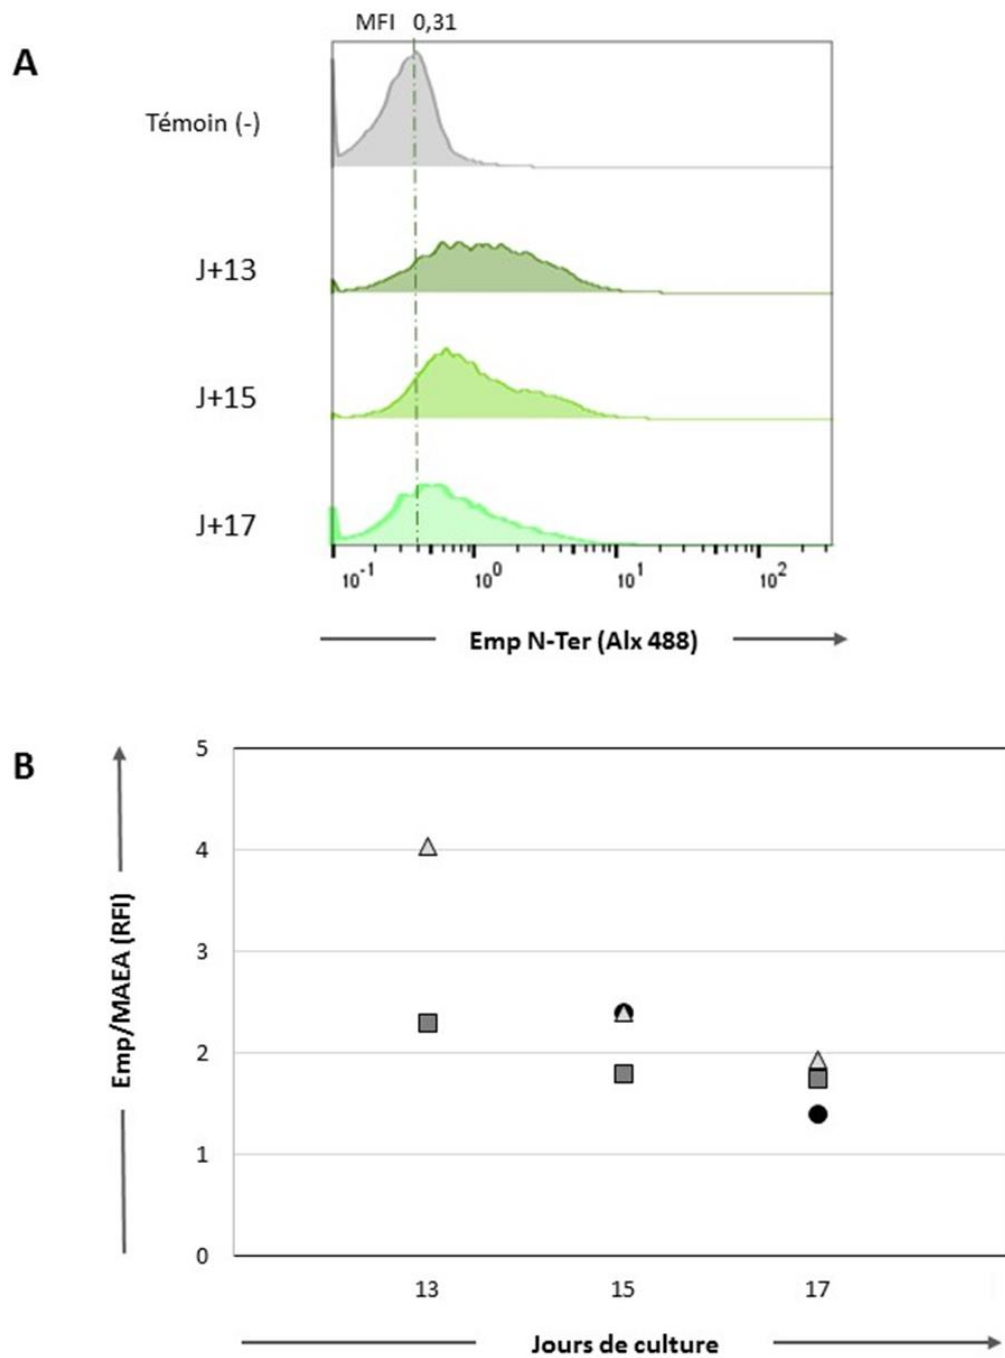 MFI 0,31
A
Témoin (-)
J+13
J+15
J+17
10-1 100 101 102
Emp N-Ter (Alx 488)
B
Emp/MAEA (RFI)
5
4
3
2
1
0
13 15 17
Jours de culture